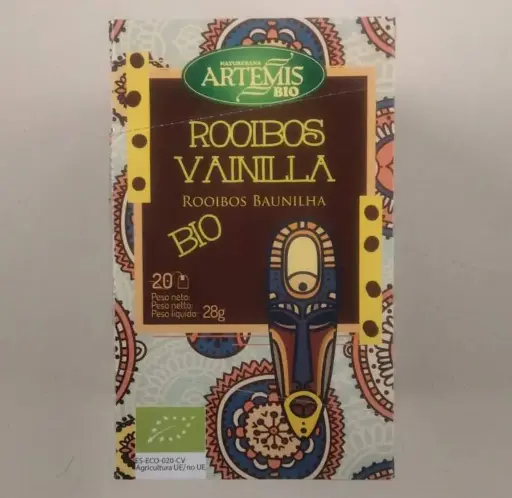 NATURERABA
ARTEMIS
BIO
ROOIBOS
VAINILLA
ROOIBOS BAUNILHA
BIO
20
Peso neto:
Peso netto:
Peso líquido: 28g
ES-ECO-020-CV
Agricultura UE/no UE